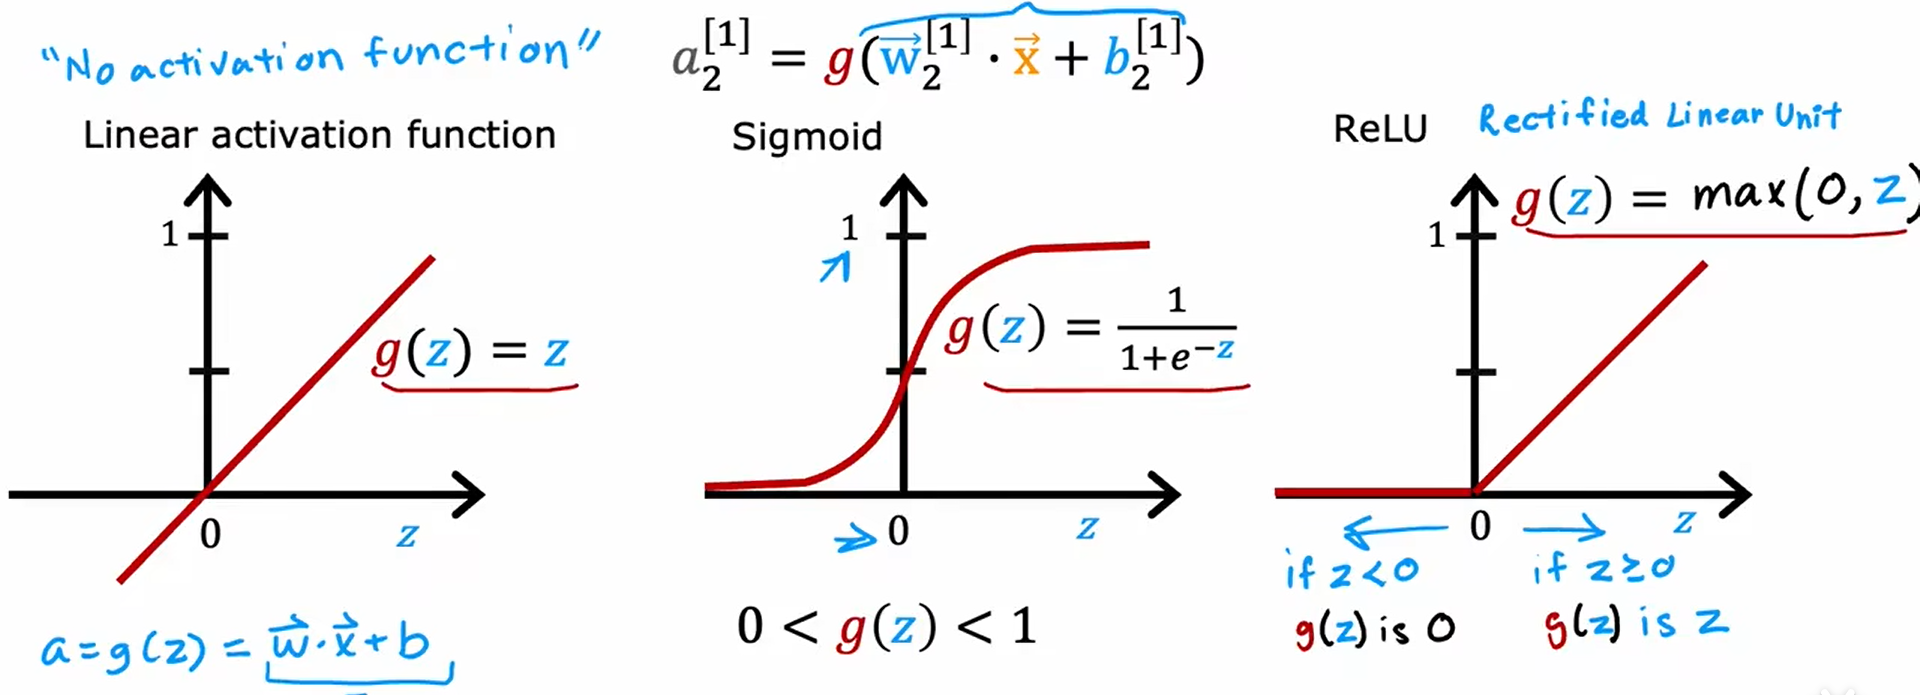 "No activation function"
a₂^[1] = g(w⃗₂^[1] · x⃗ + b₂^[1])
Linear activation function
1
g(z) = z
0
z
a = g(z) = w⃗ · x⃗ + b
Sigmoid
1
g(z) = 1/(1+e^−z)
0
z
0 < g(z) < 1
ReLU Rectified Linear Unit
g(z) = max(0, z)
1
0
z
if z < 0
g(z) is 0
if z ≥ 0
g(z) is z